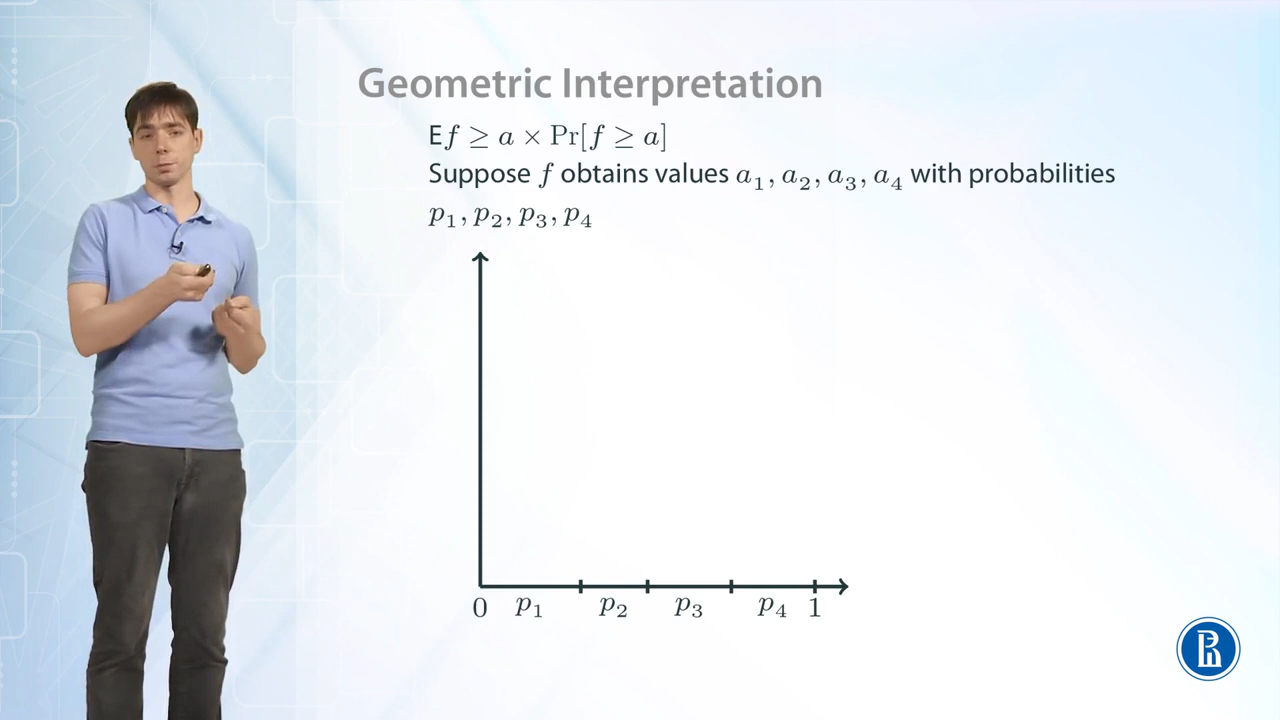 Geometric Interpretation
E f ≥ a × Pr[f ≥ a]
Suppose f obtains values a₁, a₂, a₃, a₄ with probabilities
p₁, p₂, p₃, p₄
0 p₁ p₂ p₃ p₄ 1